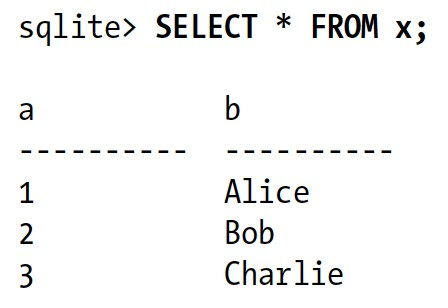 sqlite> SELECT * FROM x;
a b
---------- ----------
1 Alice
2 Bob
3 Charlie